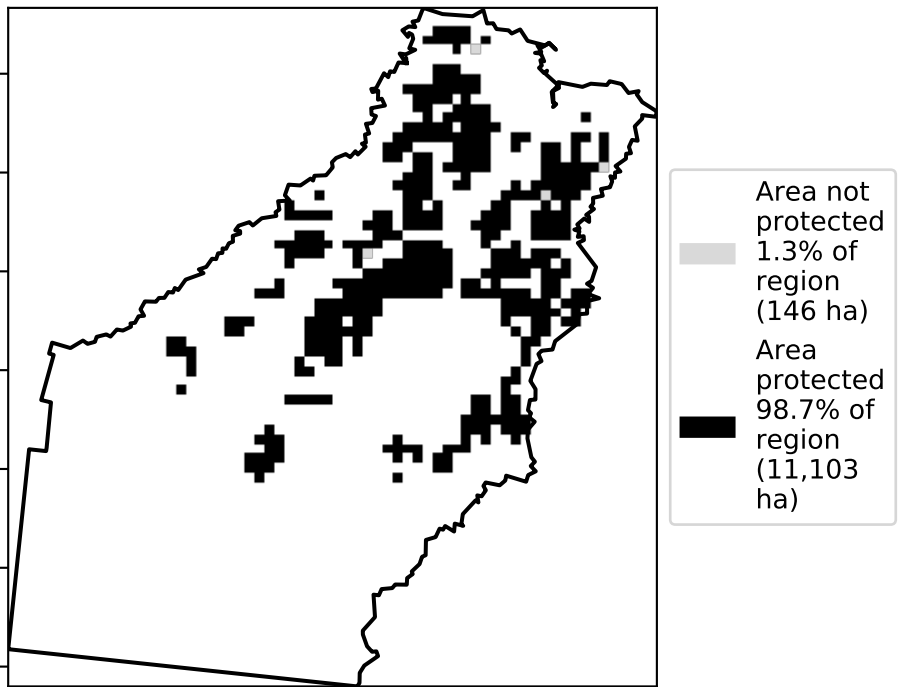 Area not
protected
1.3% of
region
(146 ha)
Area
protected
98.7% of
region
(11,103
ha)